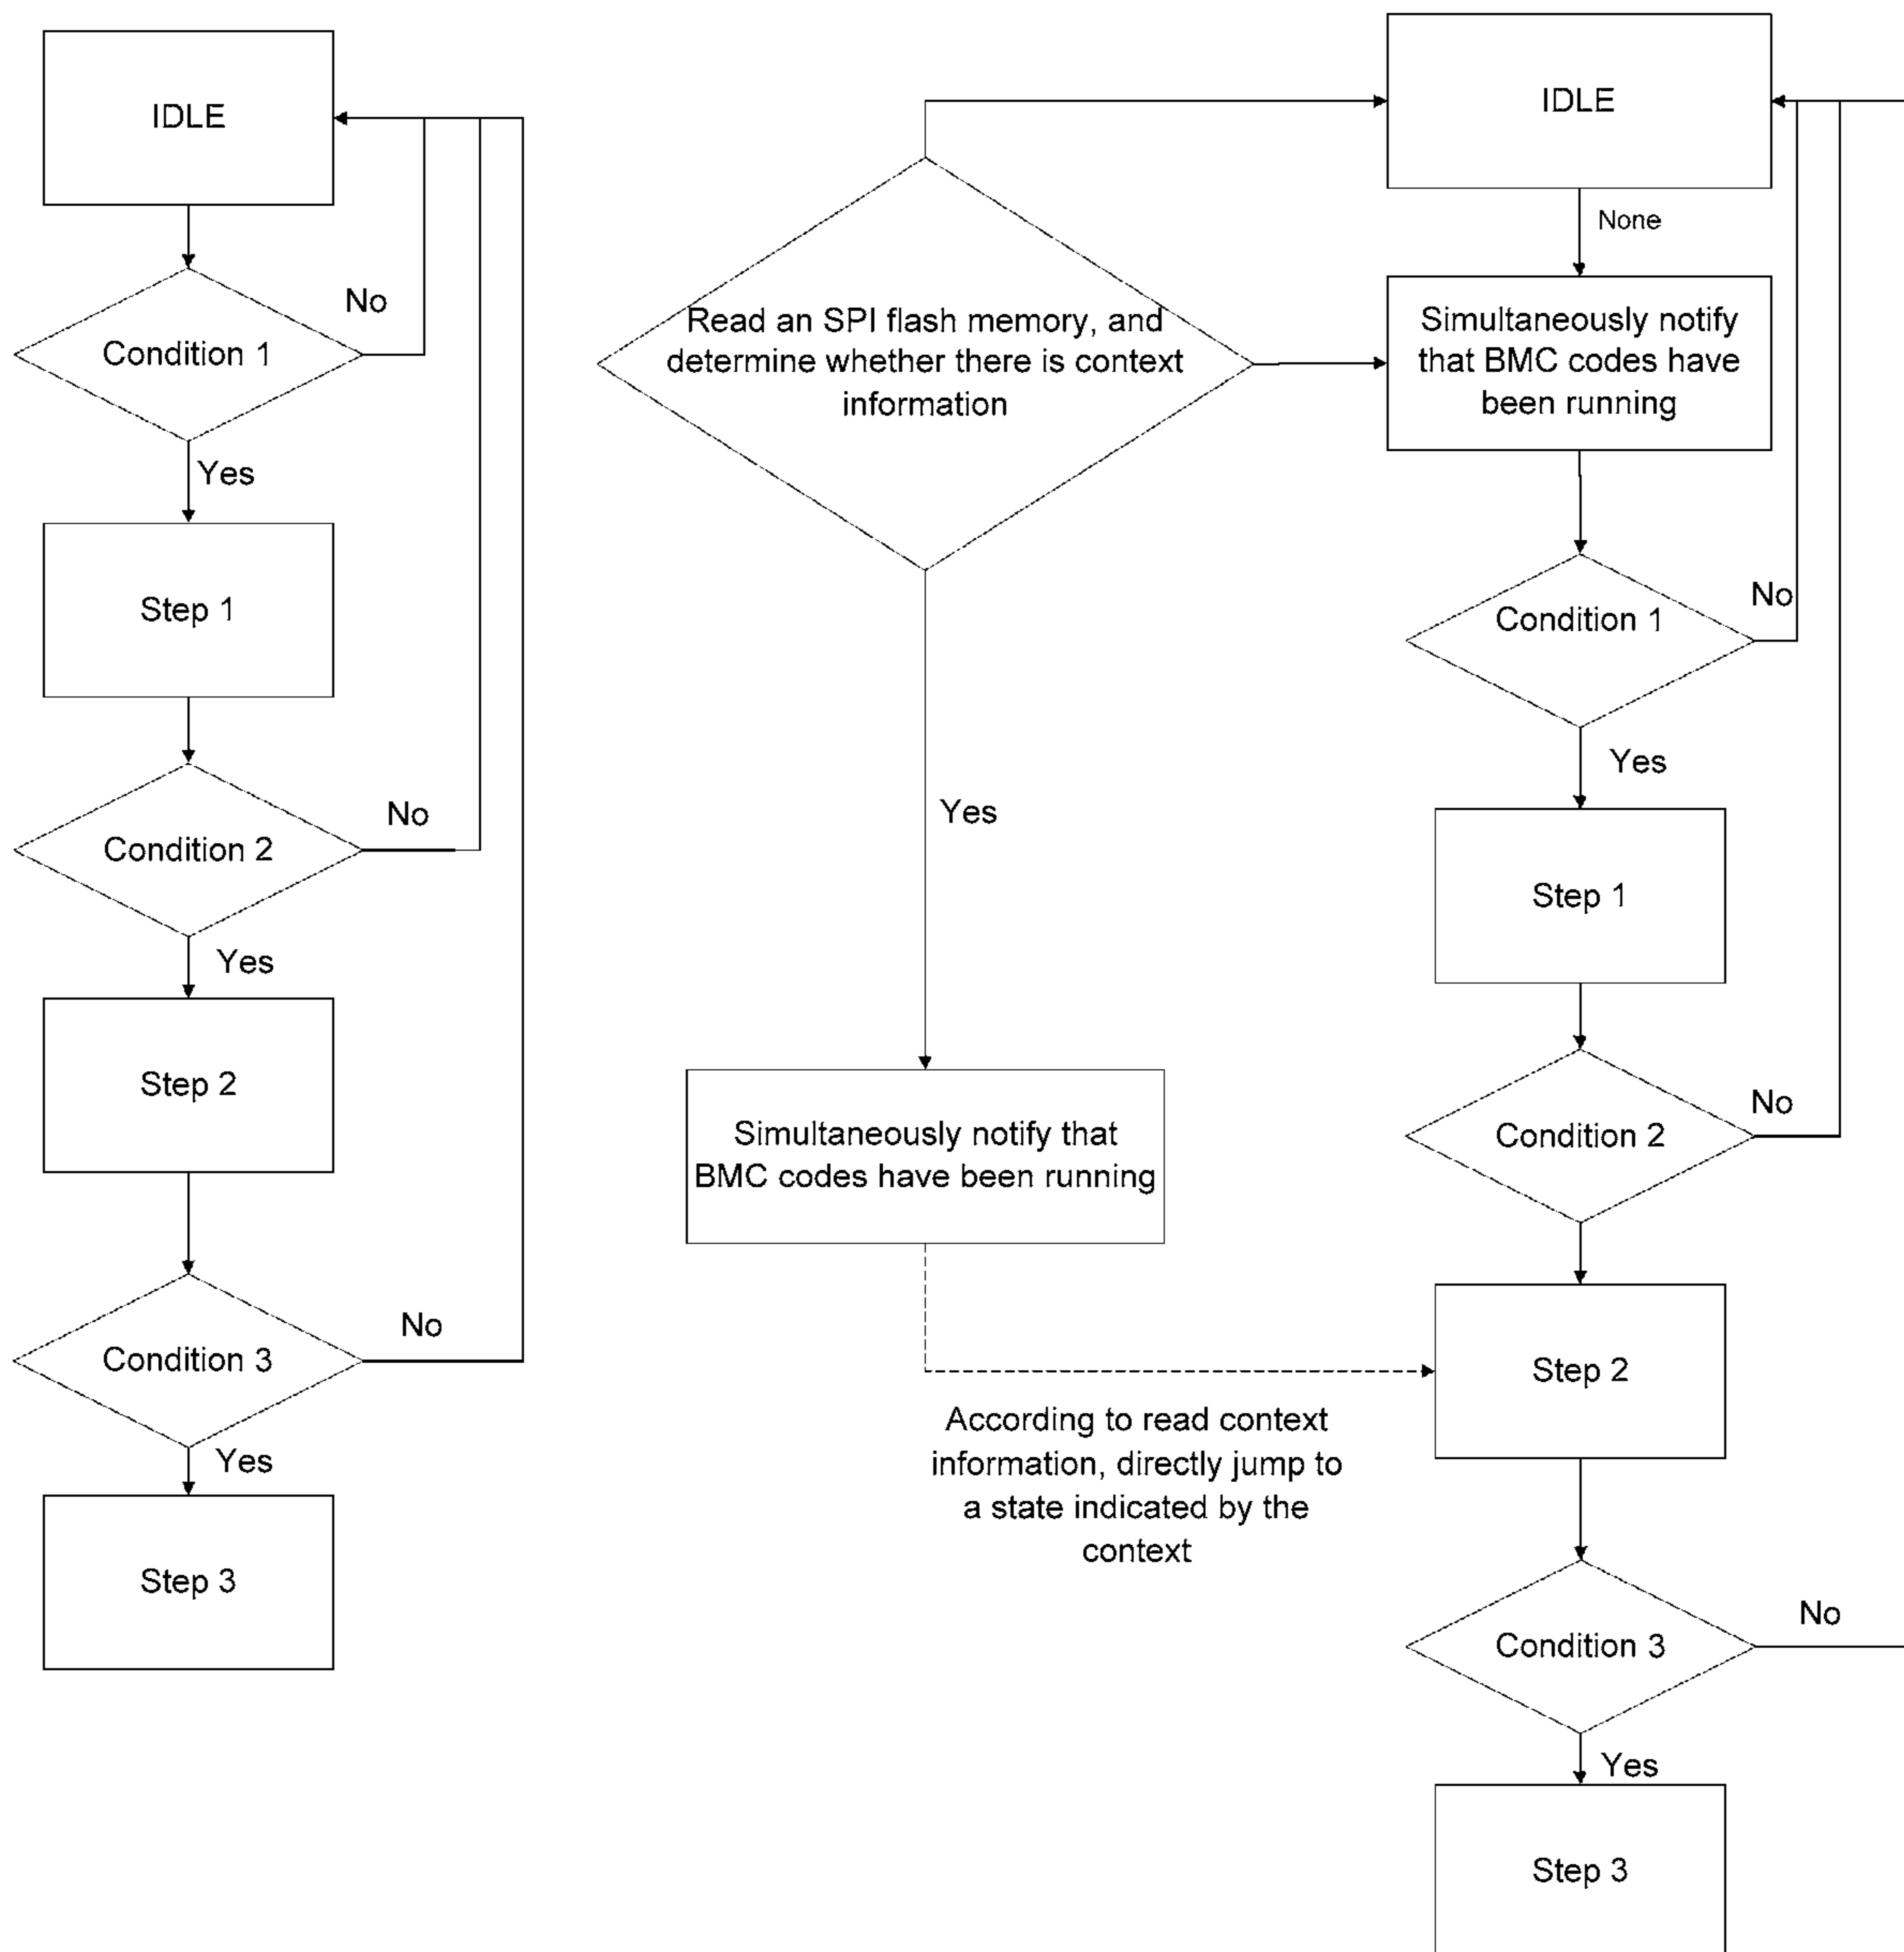 IDLE
No
Condition 1
Yes
Step 1
No
Condition 2
Yes
Step 2
No
Condition 3
Yes
Step 3
Read an SPI flash memory, and
determine whether there is context
information
Yes
Simultaneously notify that
BMC codes have been running
According to read context
information, directly jump to
a state indicated by the
context
IDLE
None
Simultaneously notify
that BMC codes have
been running
No
Condition 1
Yes
Step 1
No
Condition 2
Step 2
No
Condition 3
Yes
Step 3